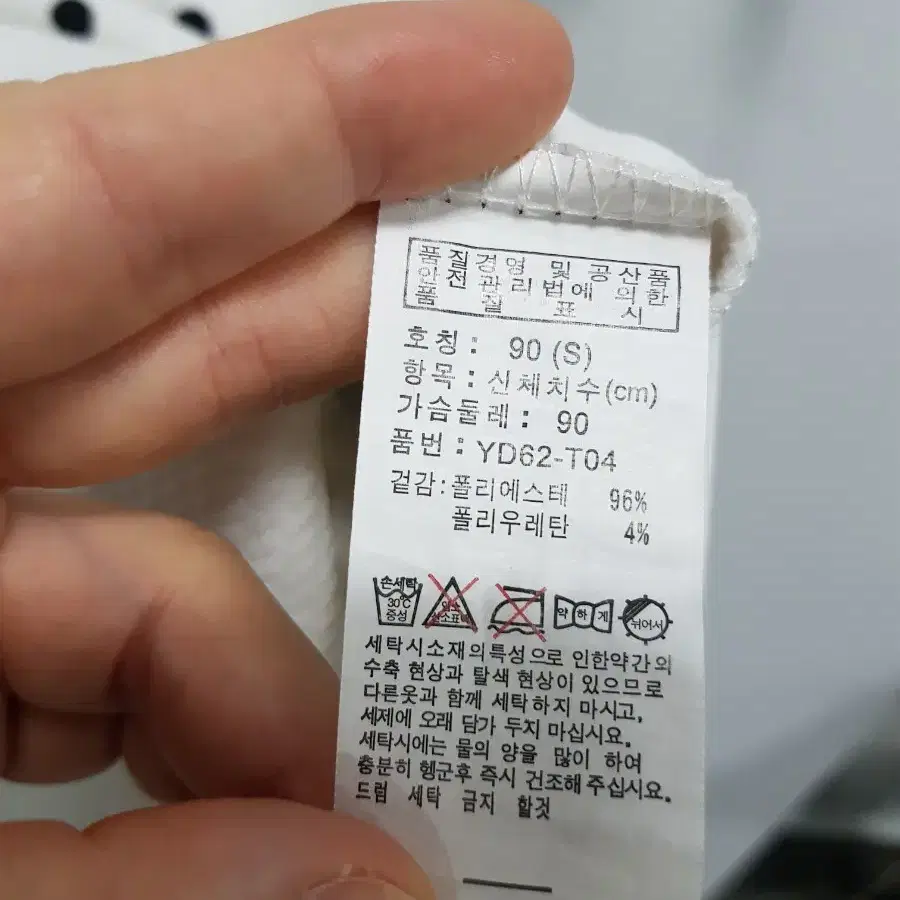 품질경영 및 공산품
안전관리법에 의한
품 질 표 시
호칭 : 90 (S)
항목 : 신체치수(cm)
가슴둘레 : 90
품번 : YD62-T04
겉감:폴리에스테 96%
폴리우레탄 4%
손세탁 30℃ 중성
약하게
뉘어서
세탁시소재의특성으로 인한약간의
수축 현상과 탈색 현상이 있으므로
다른옷과 함께 세탁하지 마시고,
세제에 오래 담가 두지 마십시요.
세탁시에는 물의 양을 많이 하여
충분히 헹군후 즉시 건조해 주십시요.
드럼 세탁 금지 할것